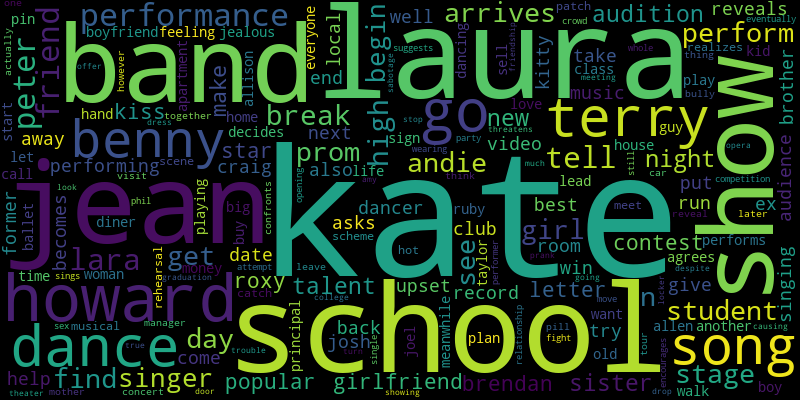 one
pin
performance
arrives
audition
reveals
crowd
patch
eventually
actually
friend
boyfriend
feeling
jealous
everyone
local
well
dancing
sell
friendship
suggests
sabotage
kitty
perform
realizes
whole
thing
kid
peter
band
laura
show
brother
offer
however
apartment
make
allison
end
begin
take
class
meeting
play
bully
start
hand
kiss
together
home
break
high
go
new
love
music
terry
guy
dress
away
benny
decides
next
sign
stop
threatens
party
wearing
video
house
opera
audience
let
performing
scene
star
craig
prom
also
life
andie
tell
night
still
car
competition
call
visit
look
jean
kate
any
think
much
lead
put
ex
former
ballet
becomes
phil
confronts
playing
opening
dancer
ruby
best
girl
meet
run
reveal
later
diner
big
buy
asks
club
room
contest
performs
agrees
time
sings
lara
woman
rehearsal
get
money
date
roxy
scheme
hot
see
taylor
win
despite
prank
performer
singing
howard
catch
attempt
talent
leave
upset
record
letter
n
give
locker
graduation
college
school
student
causing
sex
musical
manager
principal
back
josh
joel
meanwhile
plan
relationship
pill
fight
want
move
going
try
allen
another
dance
day
true
trouble
turn
single
old
tour
song
help
find
singer
come
popular
girlfriend
brendan
sister
stage
encourages
drop
walk
boy
theater
mother
concert
door
showing